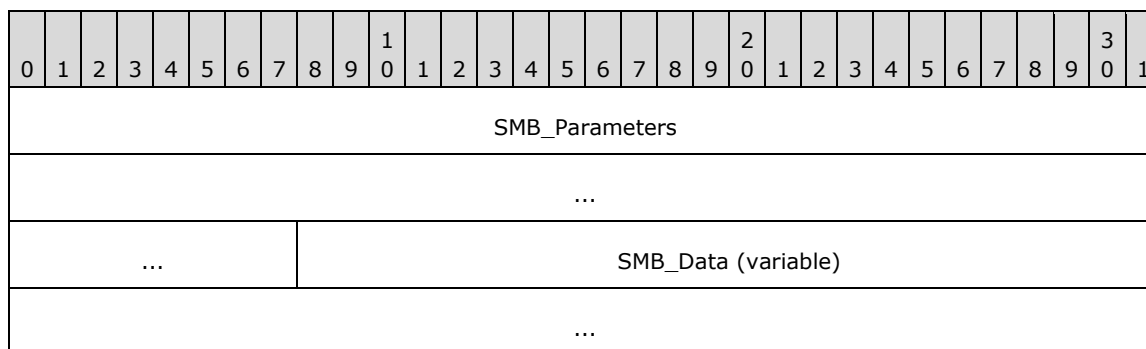 1 2 3
0 1 2 3 4 5 6 7 8 9 0 1 2 3 4 5 6 7 8 9 0 1 2 3 4 5 6 7 8 9 0 1
SMB_Parameters
...
... SMB_Data (variable)
...